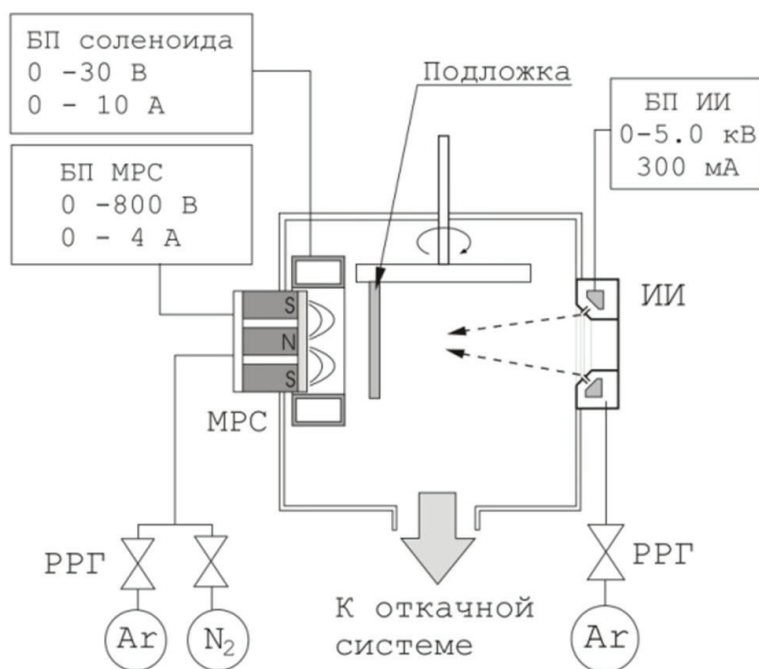 БП соленоида
0 -30 В
0 - 10 А
Подложка
БП ИИ
0-5.0 кВ
300 мА
БП МРС
0 -800 В
0 - 4 А
S
N
S
ИИ
МРС
РРГ
РРГ
Ar
N2
К откачной
системе
Ar